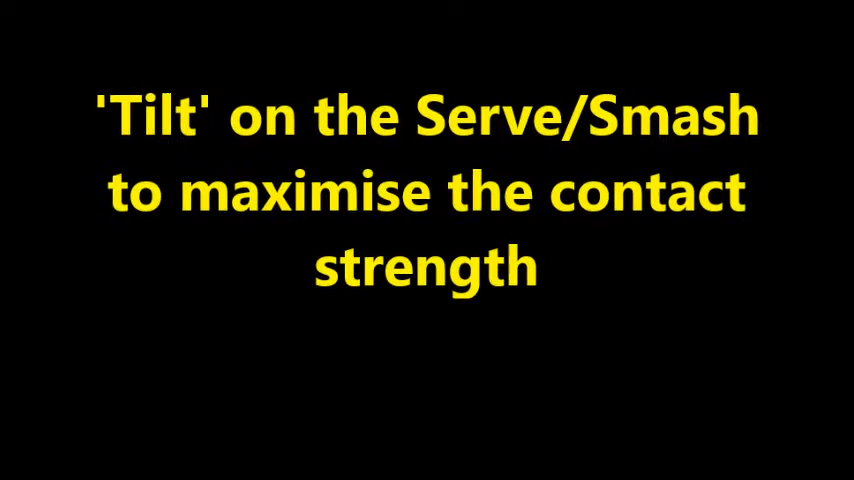 'Tilt' on the Serve/Smash
to maximise the contact
strength